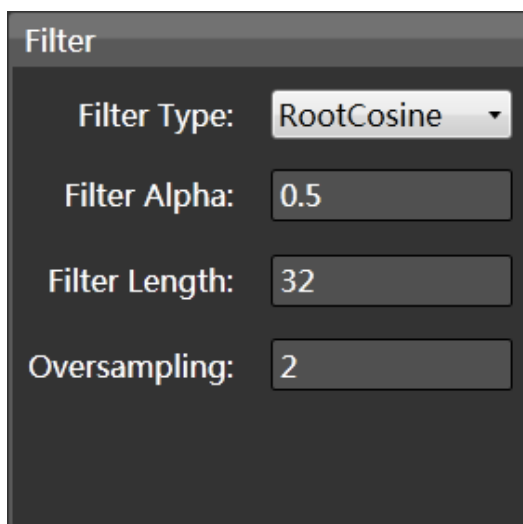 Filter
Filter Type: RootCosine
Filter Alpha: 0.5
Filter Length: 32
Oversampling: 2